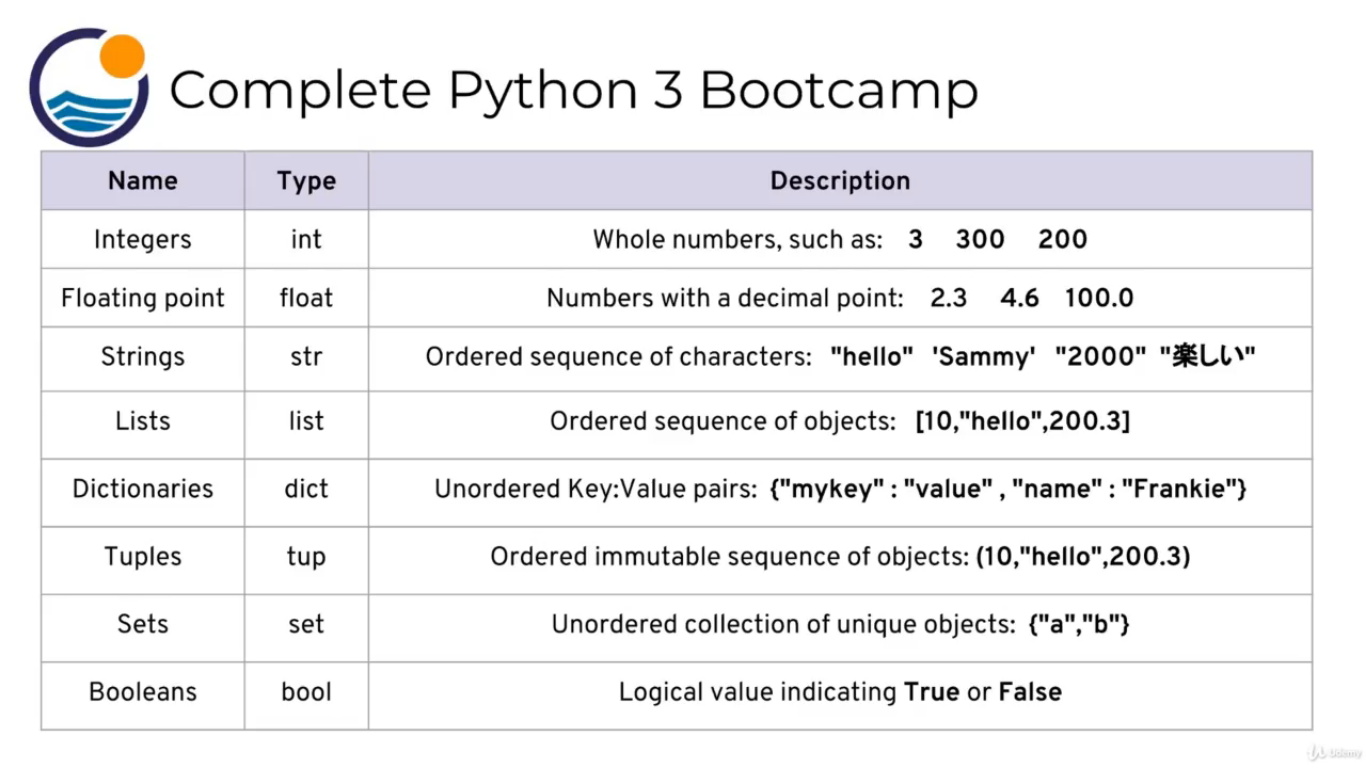 Complete Python 3 Bootcamp
Name Type Description
Integers int Whole numbers, such as: 3 300 200
Floating point float Numbers with a decimal point: 2.3 4.6 100.0
Strings str Ordered sequence of characters: "hello" 'Sammy' "2000" "楽しい"
Lists list Ordered sequence of objects: [10,"hello",200.3]
Dictionaries dict Unordered Key:Value pairs: {"mykey" : "value" , "name" : "Frankie"}
Tuples tup Ordered immutable sequence of objects: (10,"hello",200.3)
Sets set Unordered collection of unique objects: {"a","b"}
Booleans bool Logical value indicating True or False
Udemy